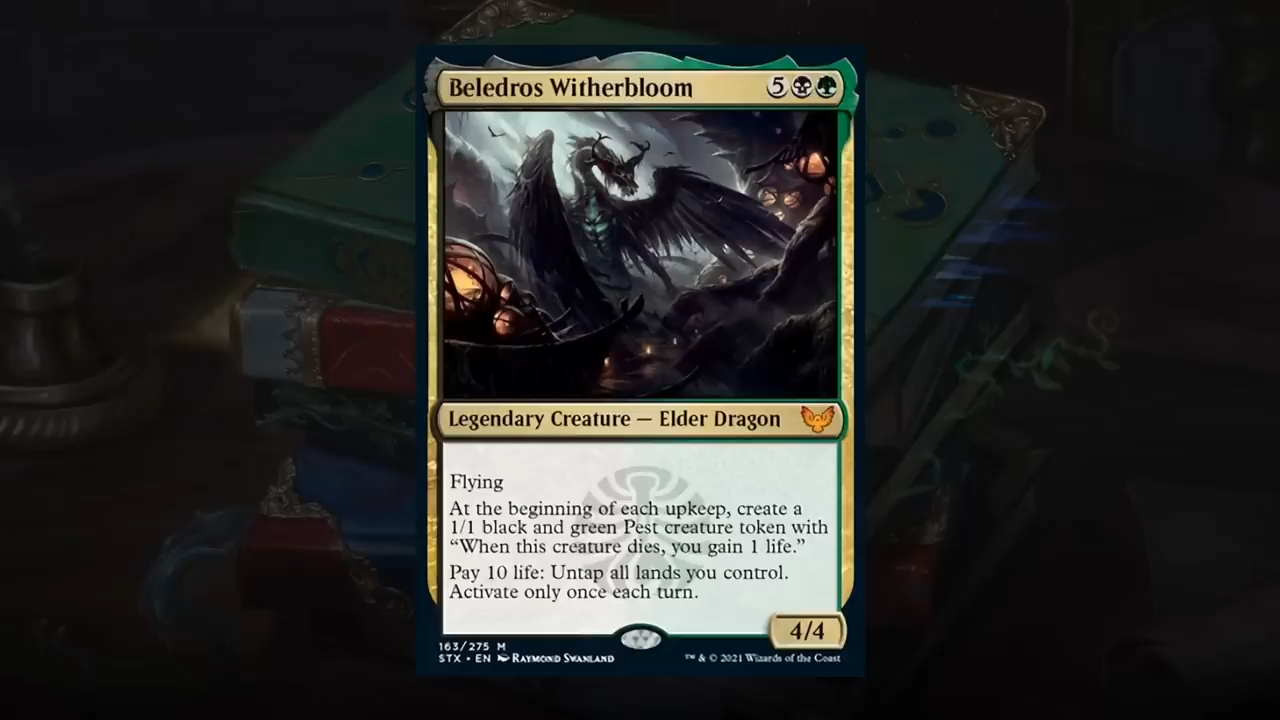 Beledros Witherbloom 5
Legendary Creature — Elder Dragon
Flying
At the beginning of each upkeep, create a
1/1 black and green Pest creature token with
“When this creature dies, you gain 1 life.”
Pay 10 life: Untap all lands you control.
Activate only once each turn.
4/4
163/275 M
STX • EN Raymond Swanland
™ & © 2021 Wizards of the Coast